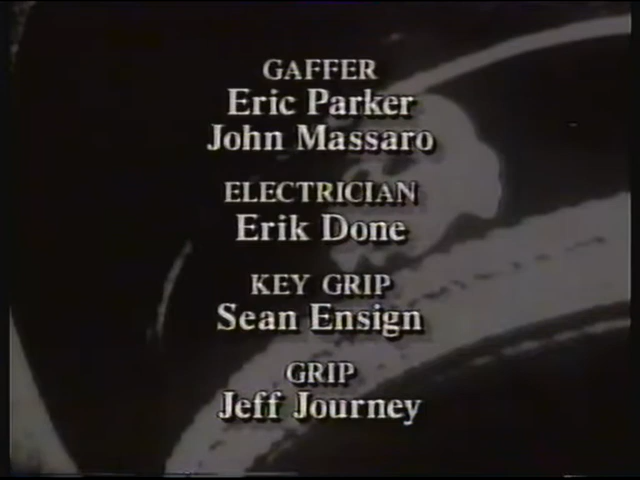 GAFFER
Eric Parker
John Massaro
ELECTRICIAN
Erik Done
KEY GRIP
Sean Ensign
GRIP
Jeff Journey